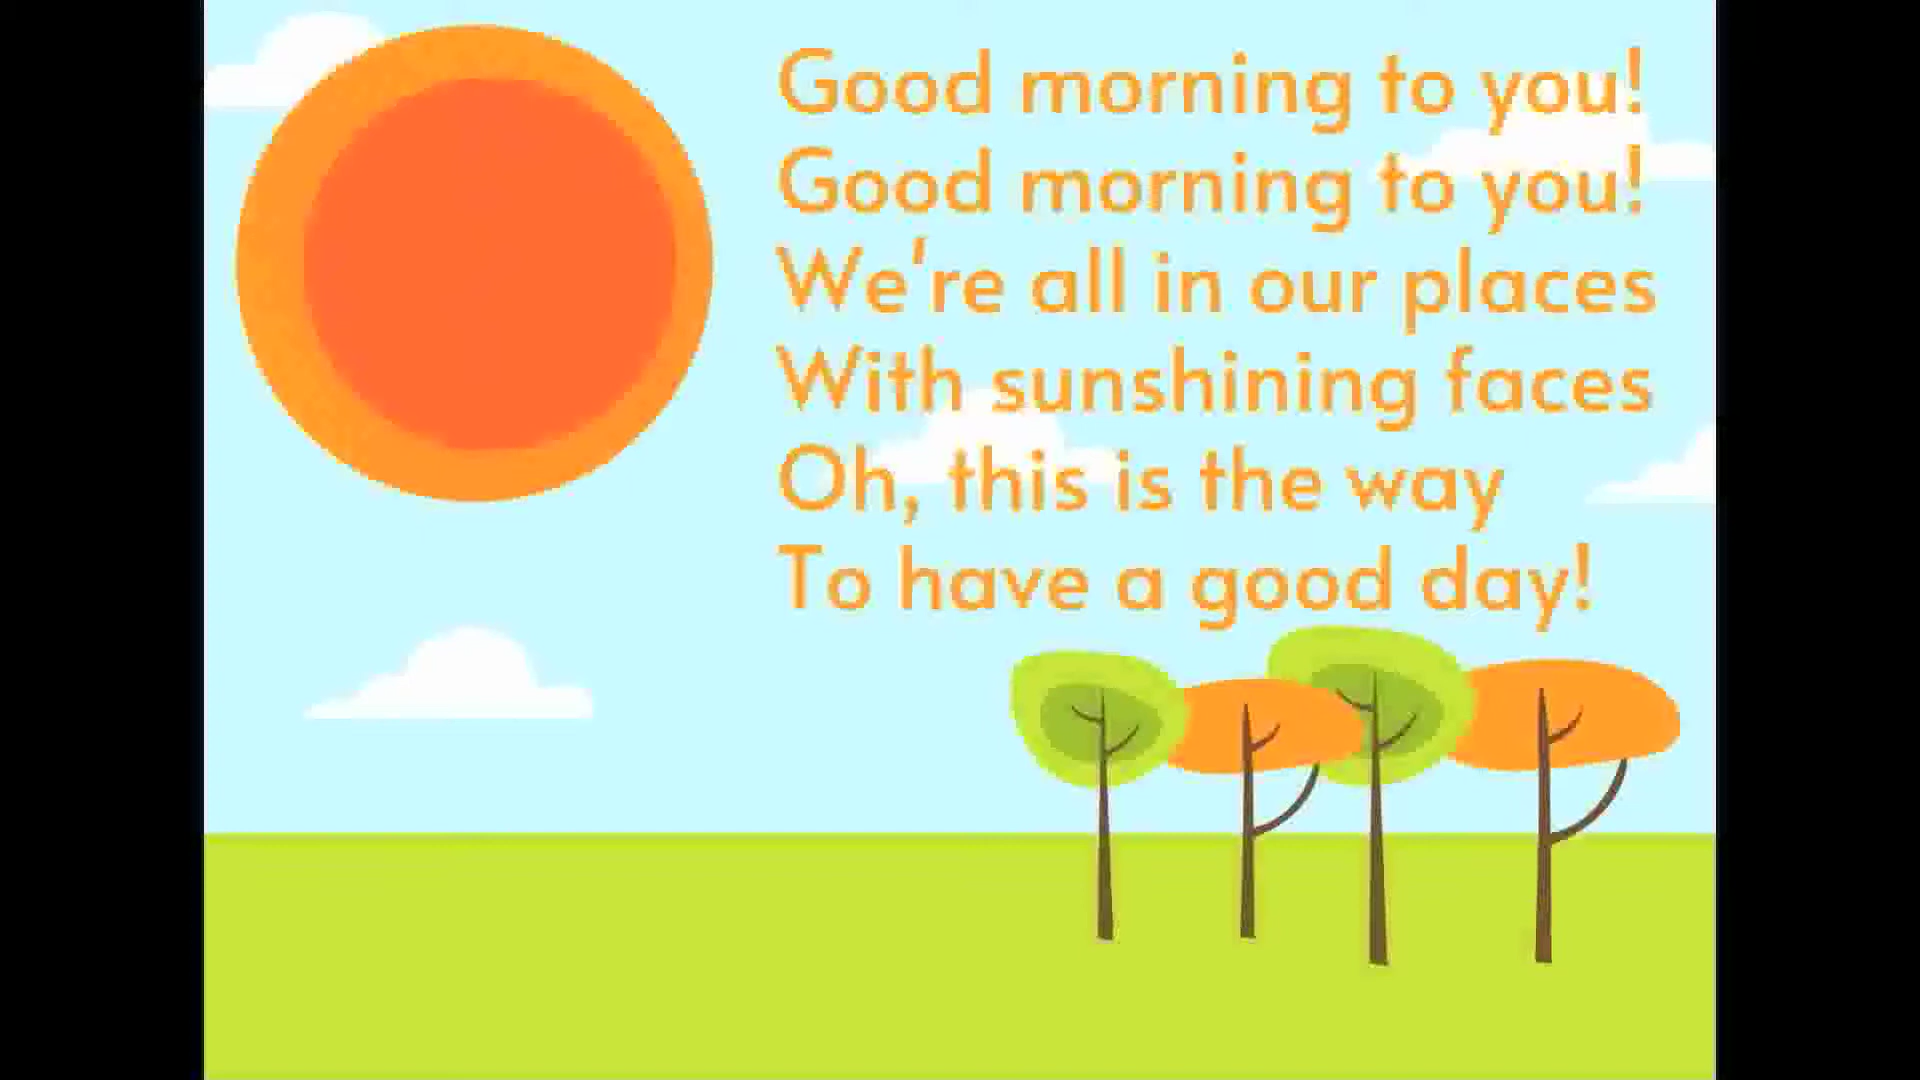 Good morning to you!
Good morning to you!
We're all in our places
With sunshining faces
Oh, this is the way
To have a good day!